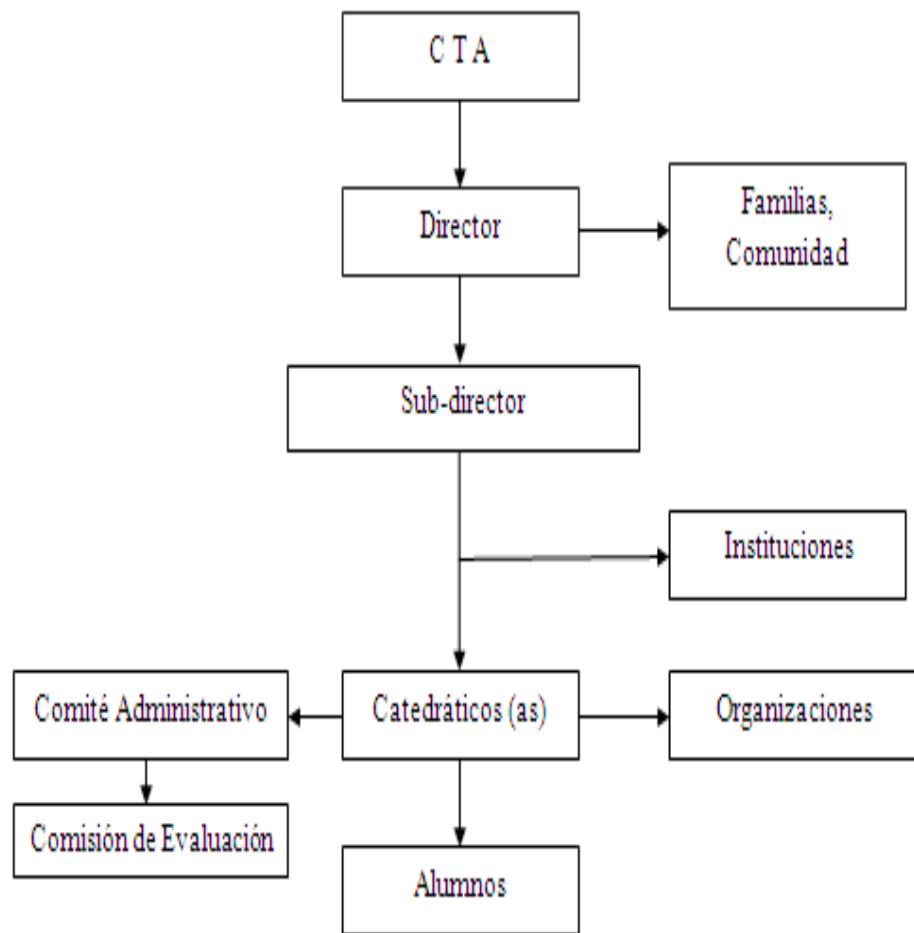 C T A
Director
Familias,
Comunidad
Sub-director
Instituciones
Comité Administrativo
Catedráticos (as)
Organizaciones
Comisión de Evaluación
Alumnos